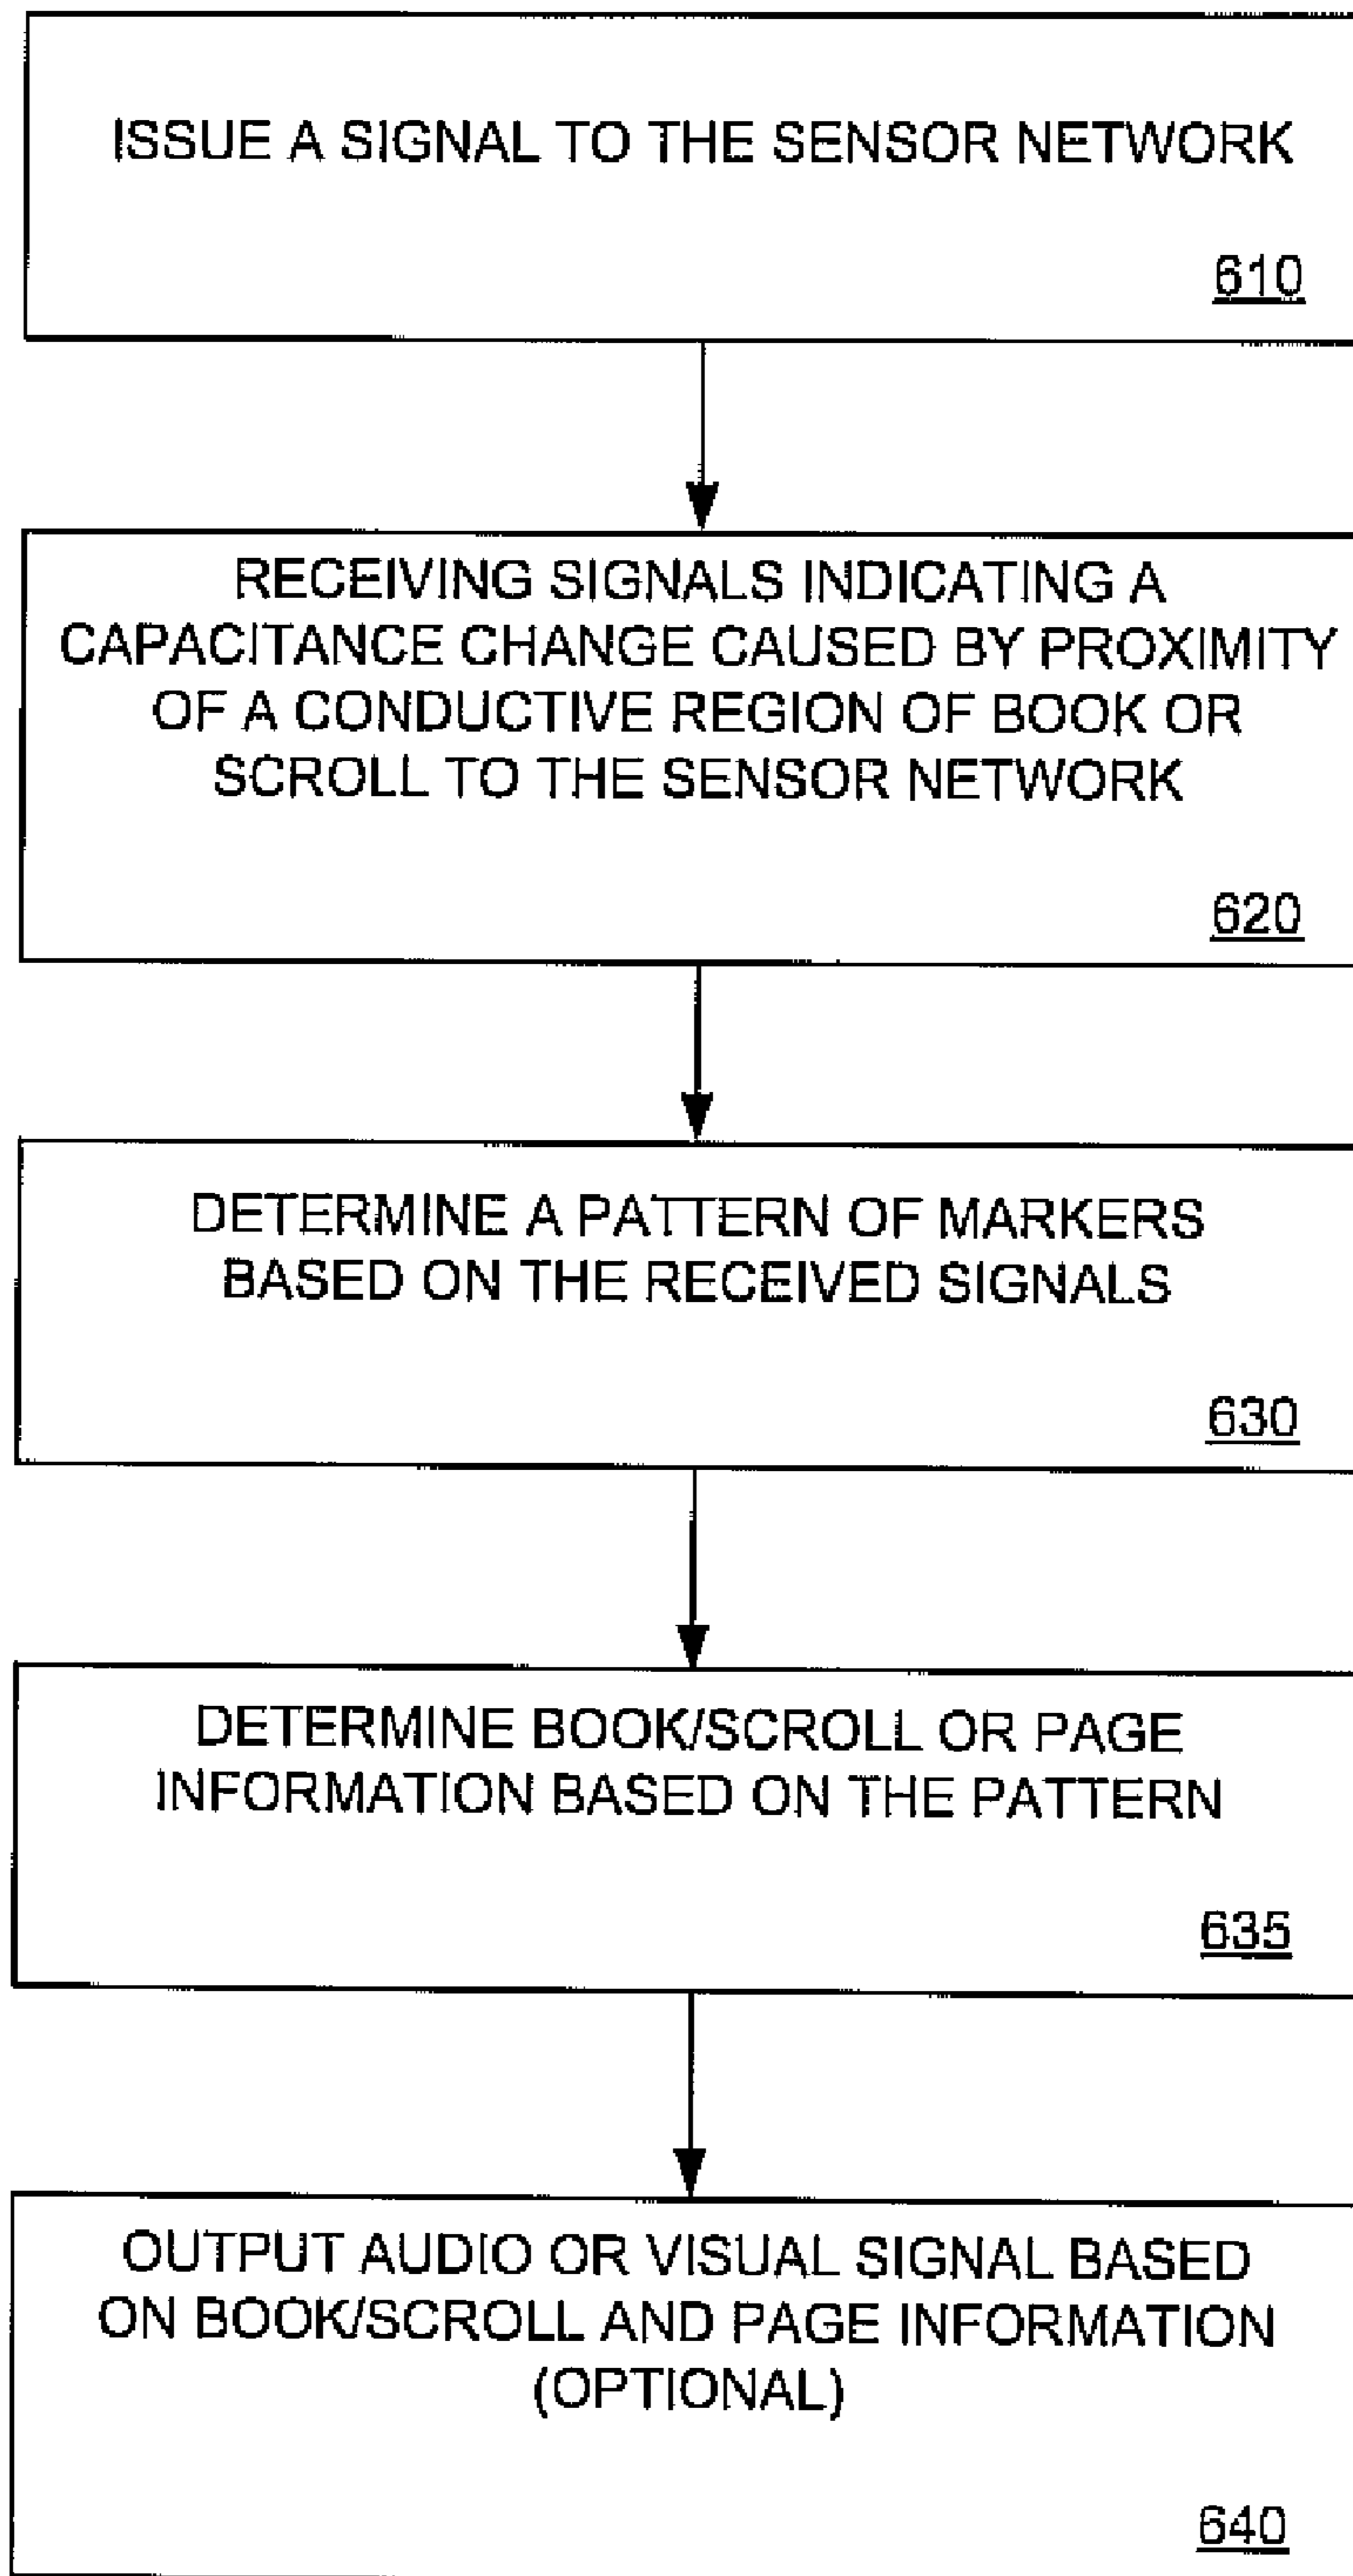 ISSUE A SIGNAL TO THE SENSOR NETWORK
610
RECEIVING SIGNALS INDICATING A
CAPACITANCE CHANGE CAUSED BY PROXIMITY
OF A CONDUCTIVE REGION OF BOOK OR
SCROLL TO THE SENSOR NETWORK
620
DETERMINE A PATTERN OF MARKERS
BASED ON THE RECEIVED SIGNALS
630
DETERMINE BOOK/SCROLL OR PAGE
INFORMATION BASED ON THE PATTERN
635
OUTPUT AUDIO OR VISUAL SIGNAL BASED
ON BOOK/SCROLL AND PAGE INFORMATION
(OPTIONAL)
640